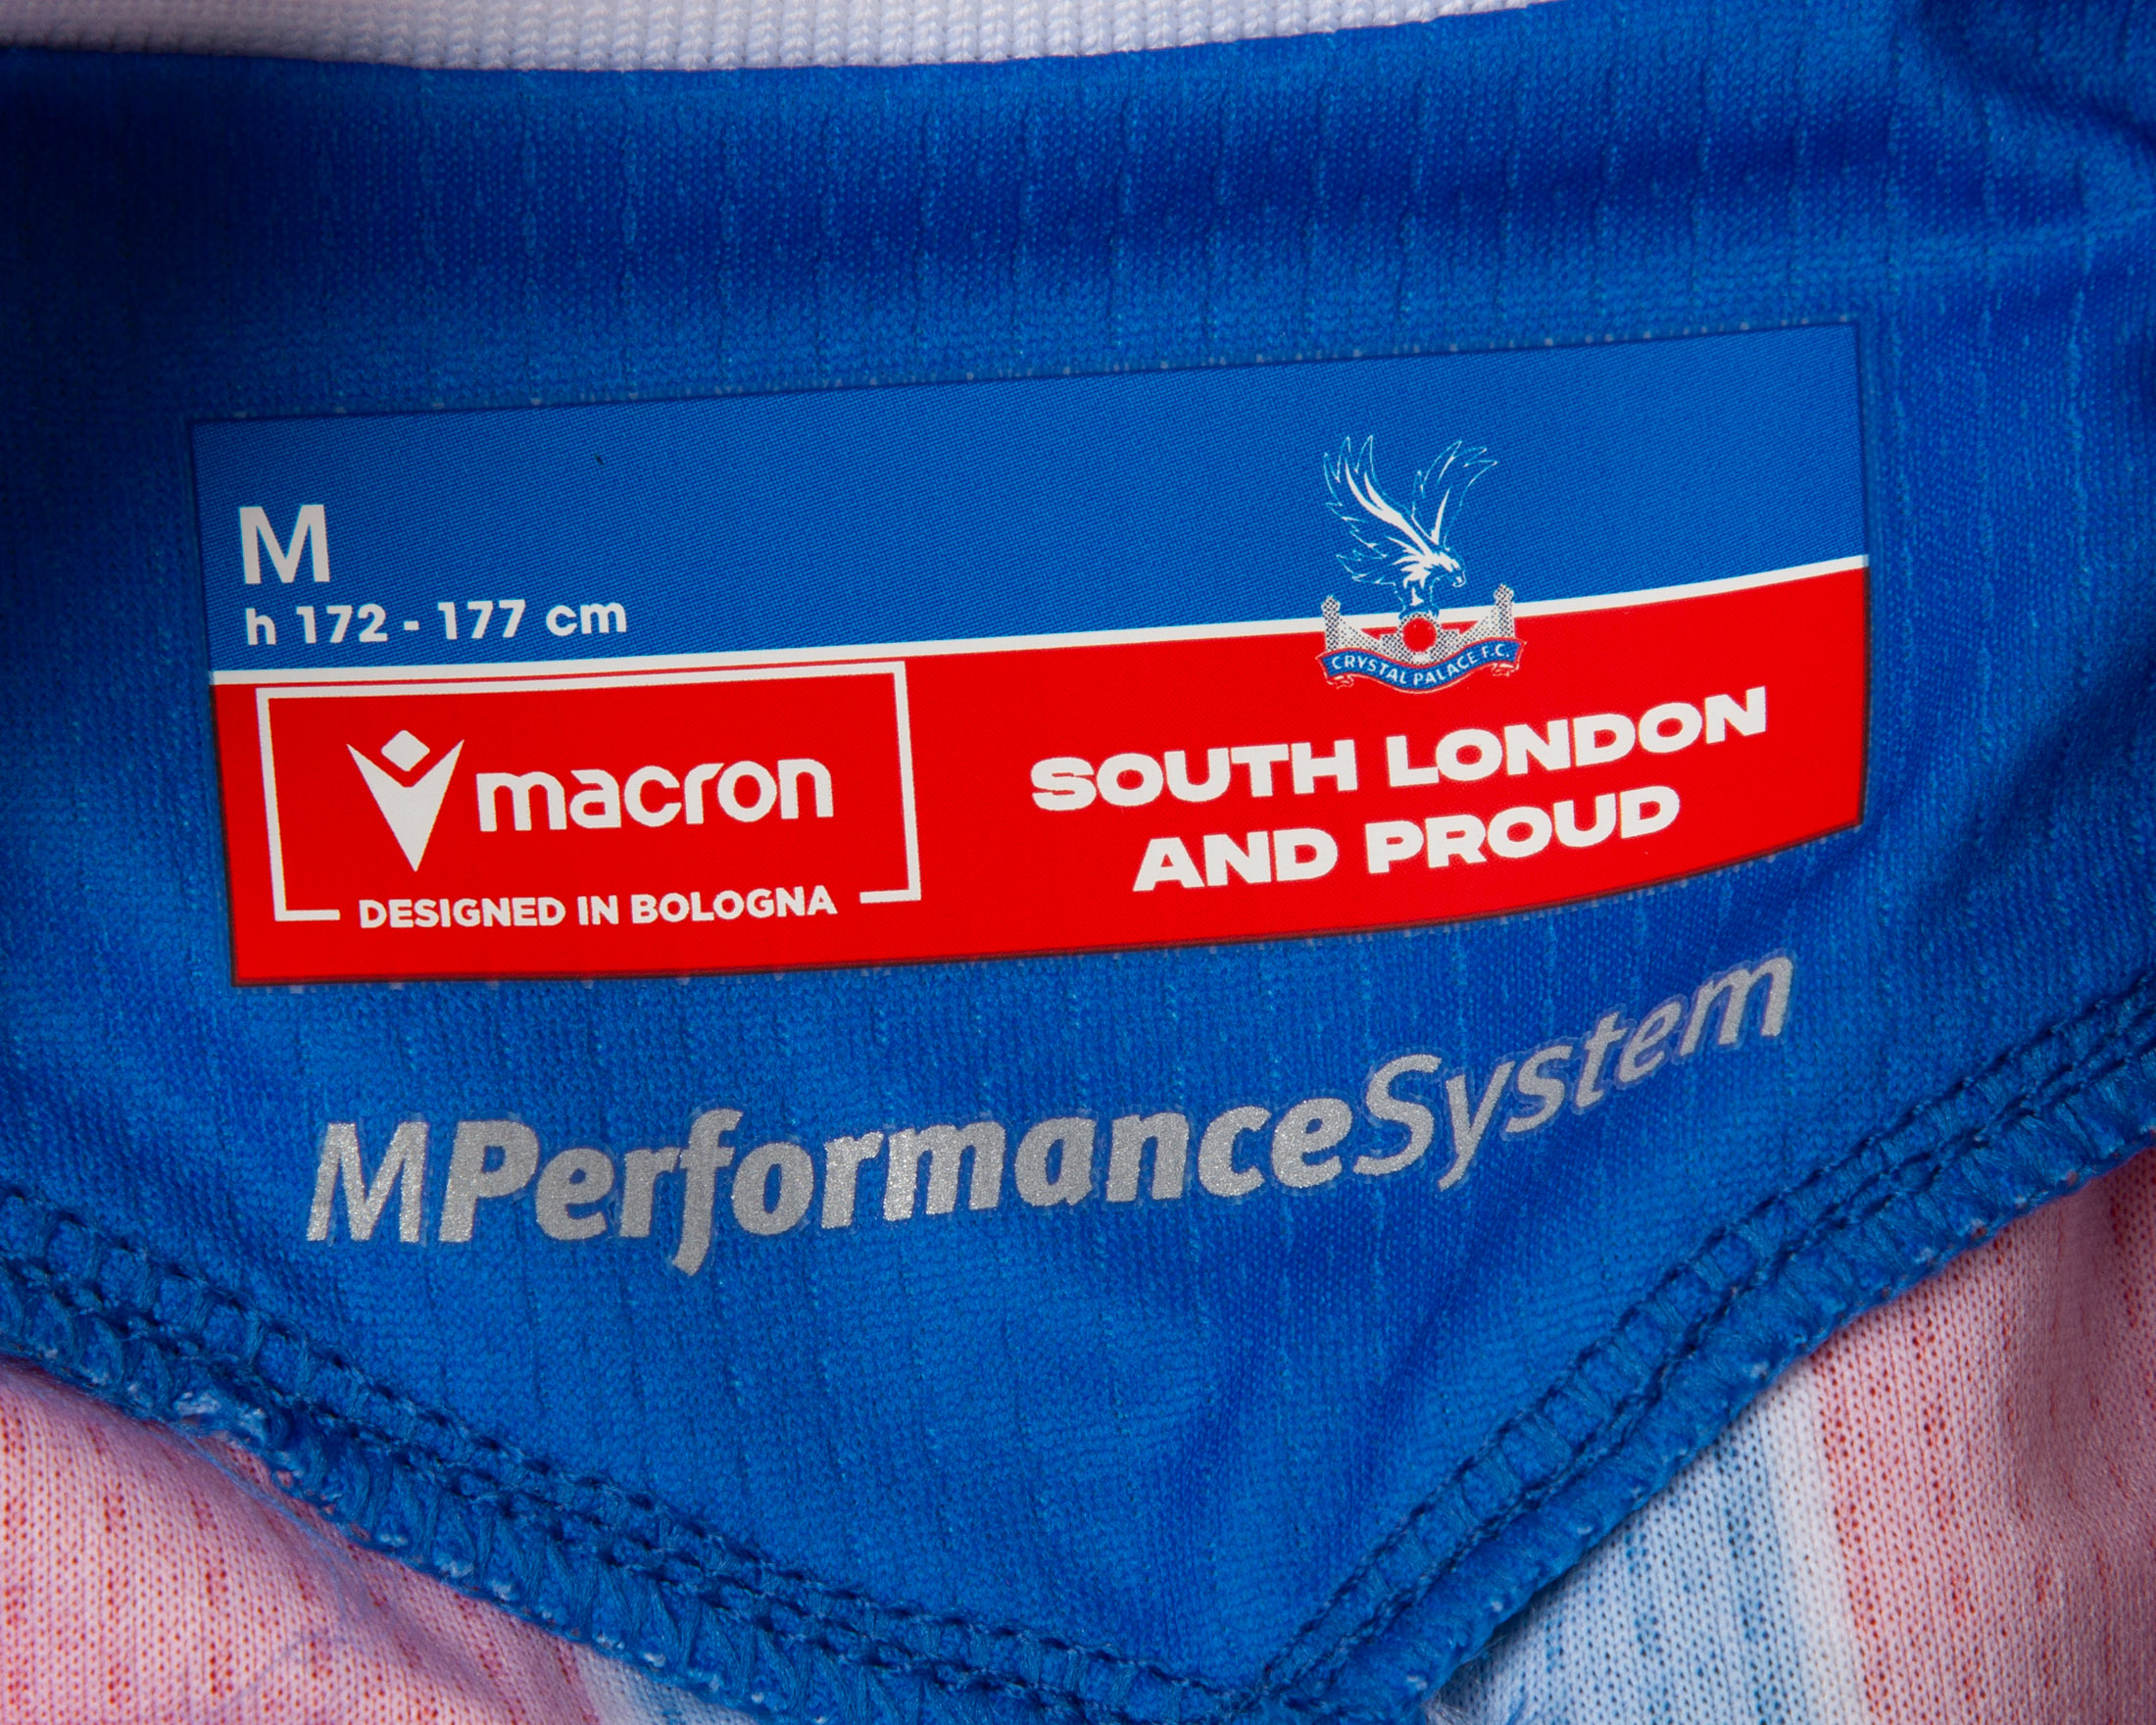 M
h 172 - 177 cm
macron
DESIGNED IN BOLOGNA
CRYSTAL PALACE F.C.
SOUTH LONDON
AND PROUD
MPerformanceSystem